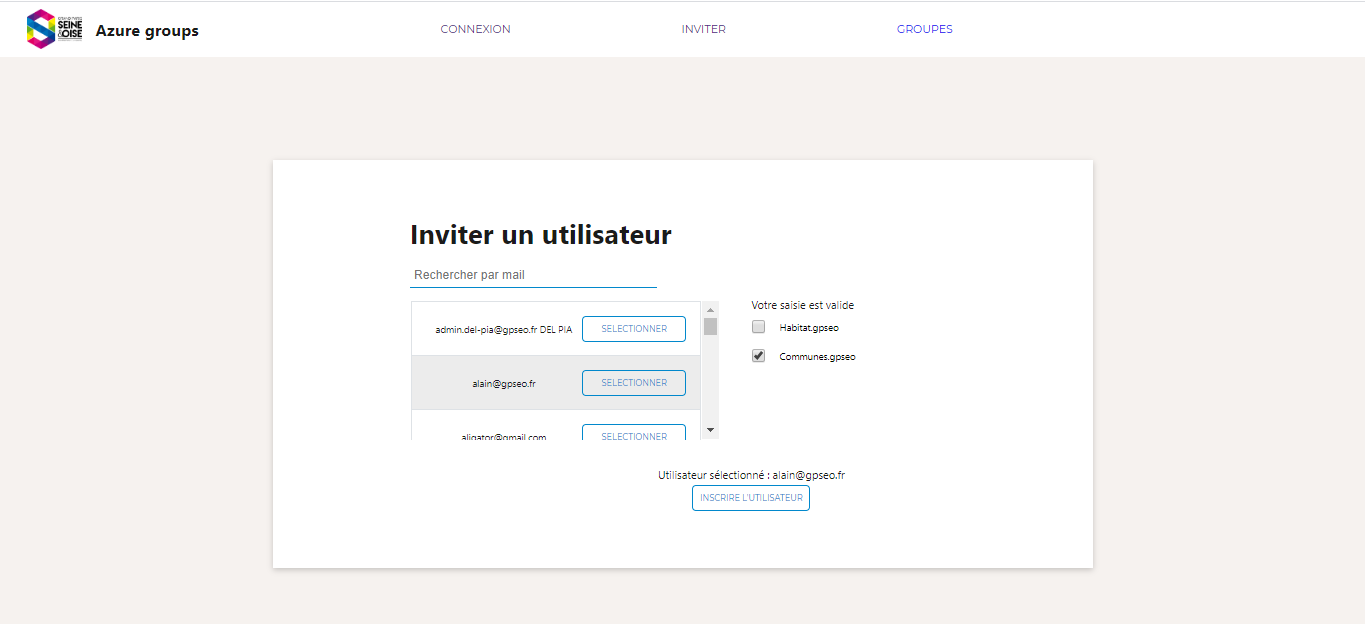 SEINE
&OISE
Azure groups
CONNEXION
INVITER
GROUPES
Inviter un utilisateur
Rechercher par mail
admin.del-pia@gpseo.fr DEL PIA
SELECTIONNER
alain@gpseo.fr
SELECTIONNER
aligator@gmail.com
SELECTIONNER
Votre saisie est valide
Habitat.gpseo
Communes.gpseo
Utilisateur sélectionné : alain@gpseo.fr
INSCRIRE L'UTILISATEUR